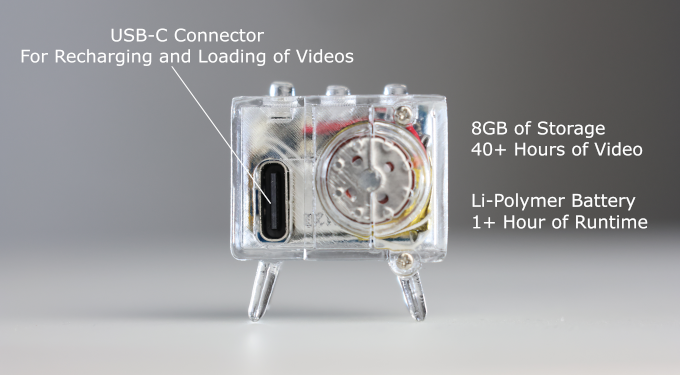 USB-C Connector
For Recharging and Loading of Videos
8GB of Storage
40+ Hours of Video
Li-Polymer Battery
1+ Hour of Runtime